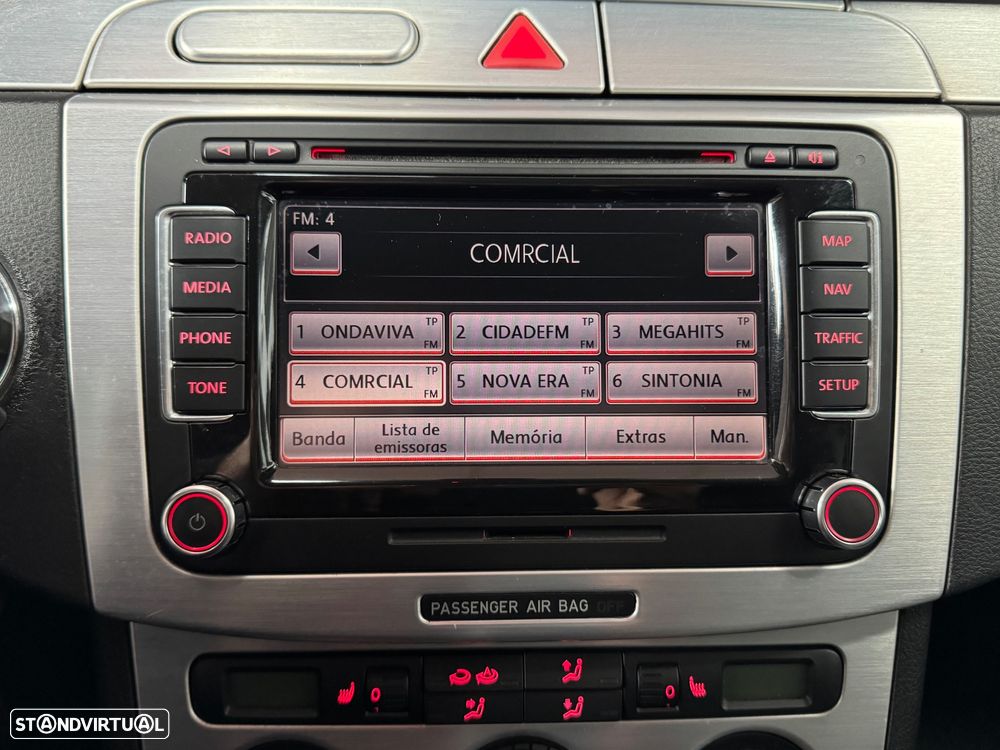 RADIO
MEDIA
PHONE
TONE
FM: 4
COMRCIAL
1 ONDAVIVA TP FM
2 CIDADEFM TP FM
3 MEGAHITS TP FM
4 COMRCIAL TP FM
5 NOVA ERA TP FM
6 SINTONIA FM
Banda
Lista de
emissoras
Memória
Extras
Man.
MAP
NAV
TRAFFIC
SETUP
PASSENGER AIR BAG OFF
0
0
STANDVIRTUAL